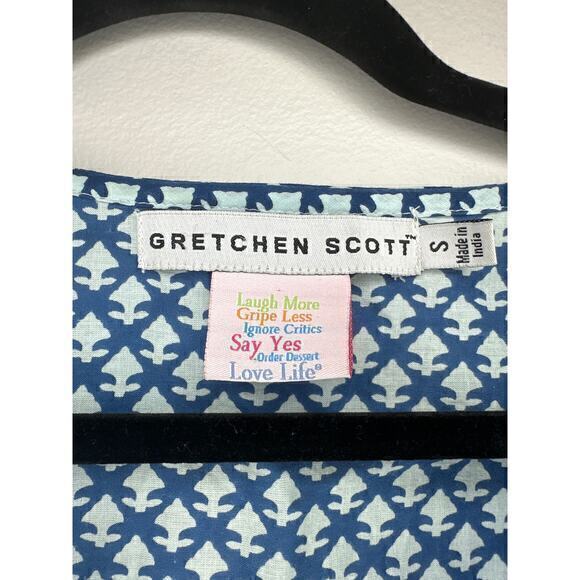 GRETCHEN SCOTT™
S
Made in
India
Laugh More
Gripe Less
Ignore Critics
Say Yes
Order Dessert
Love Life®